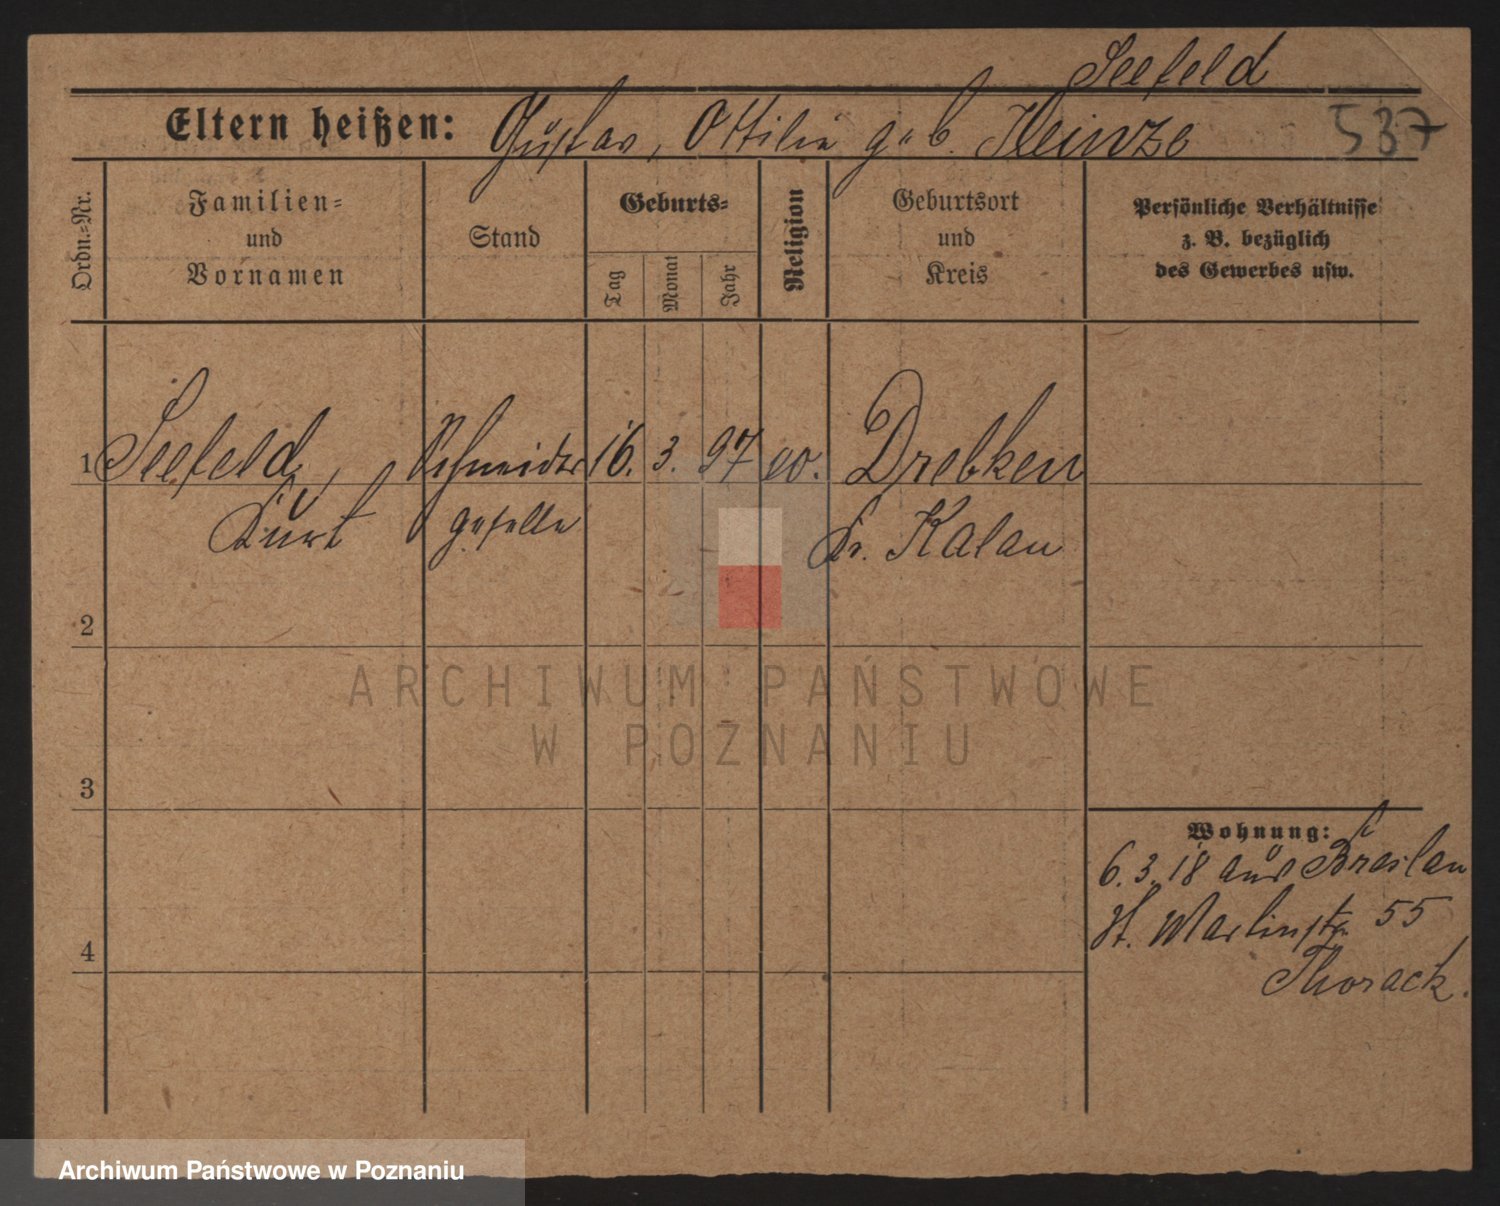 Seefeld
Eltern heißen: Gustav, Ottilie geb. Heinze
537
Ordn.=Nr.
Familien=
und
Vornamen
Stand
Geburts=
Tag
Monat
Jahr
Religion
Geburtsort
und
Kreis
Persönliche Verhältnisse
z. B. bezüglich
des Gewerbes usw.
1 Seefeld, Schneider 16. 3. 97 ev. Drebkau
Kurt geselle Kr. Kalau
2
ARCHIWUM PAŃSTWOWE
W POZNANIU
3
Wohnung:
6. 3. 18 aus Breslau
St. Martinstr. 55
Thorack.
4
Archiwum Państwowe w Poznaniu